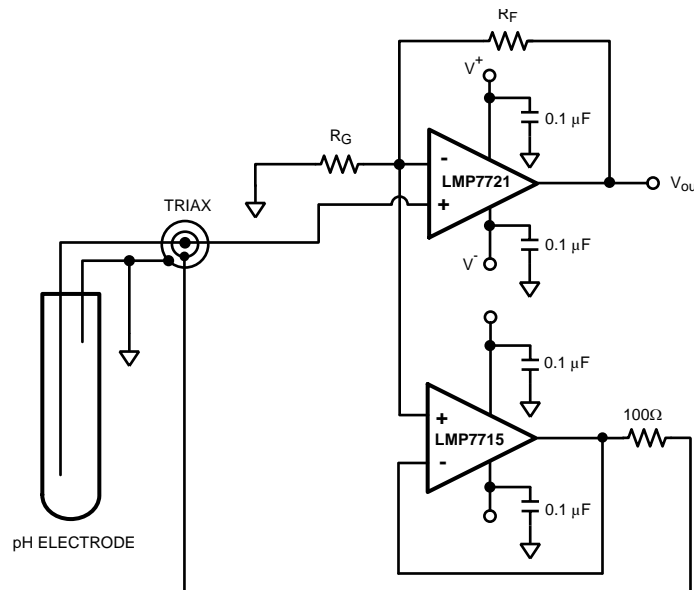 RF
V+
0.1 μF
RG
-
LMP7721
+
Vou
TRIAX
0.1 μF
V-
0.1 μF
+
LMP7715
-
100Ω
0.1 μF
pH ELECTRODE